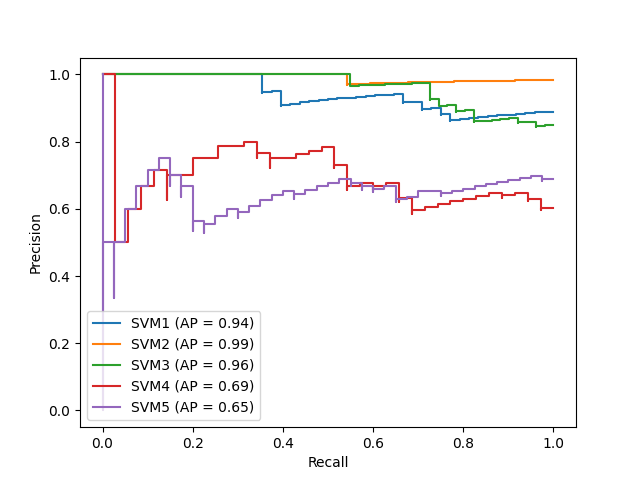 1.0
0.8
0.6
0.4
0.2
0.0
Precision
SVM1 (AP = 0.94)
SVM2 (AP = 0.99)
SVM3 (AP = 0.96)
SVM4 (AP = 0.69)
SVM5 (AP = 0.65)
0.0 0.2 0.4 0.6 0.8 1.0
Recall